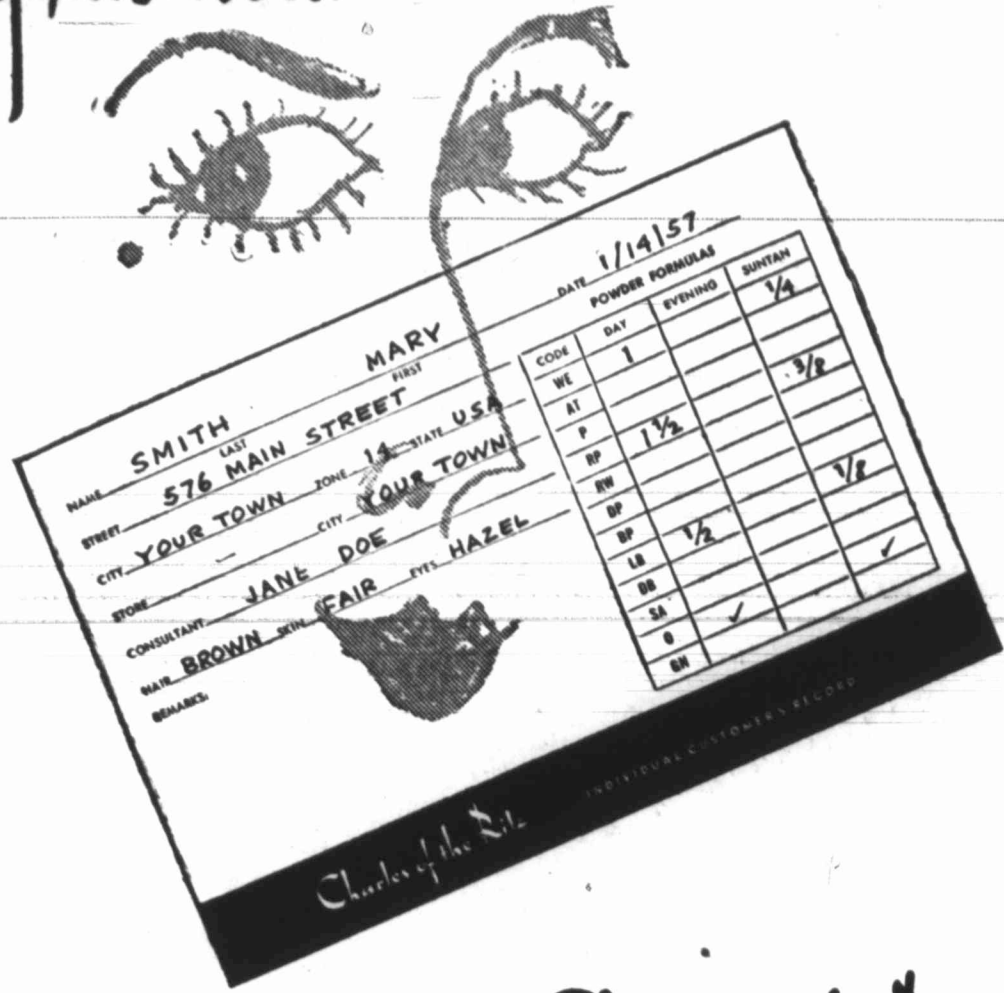 DATE 1/14/57
SMITH MARY
NAME LAST FIRST
STREET 576 MAIN STREET
CITY YOUR TOWN ZONE 14 STATE USA
STORE — CITY YOUR TOWN
CONSULTANT JANE DOE
HAIR BROWN SKIN FAIR EYES HAZEL
REMARKS:
POWDER FORMULAS
CODE DAY EVENING SUNTAN
WE 1 1/4
AT
P 3/8
RP 1 1/2
RW
DP
BP 1/8
LB 1/2
DB
SA ✓
O ✓
GN
Charles of the Ritz INDIVIDUAL CUSTOMER'S RECORD